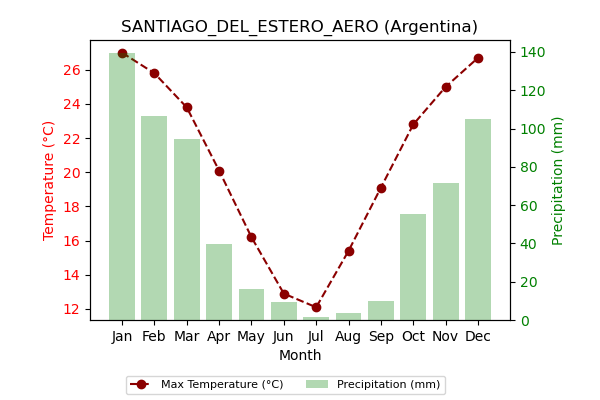 SANTIAGO_DEL_ESTERO_AERO (Argentina)
Temperature (°C)
26
24
22
20
18
16
14
12
140
120
100
80
60
40
20
0
Precipitation (mm)
Jan Feb Mar Apr May Jun Jul Aug Sep Oct Nov Dec
Month
Max Temperature (°C) Precipitation (mm)